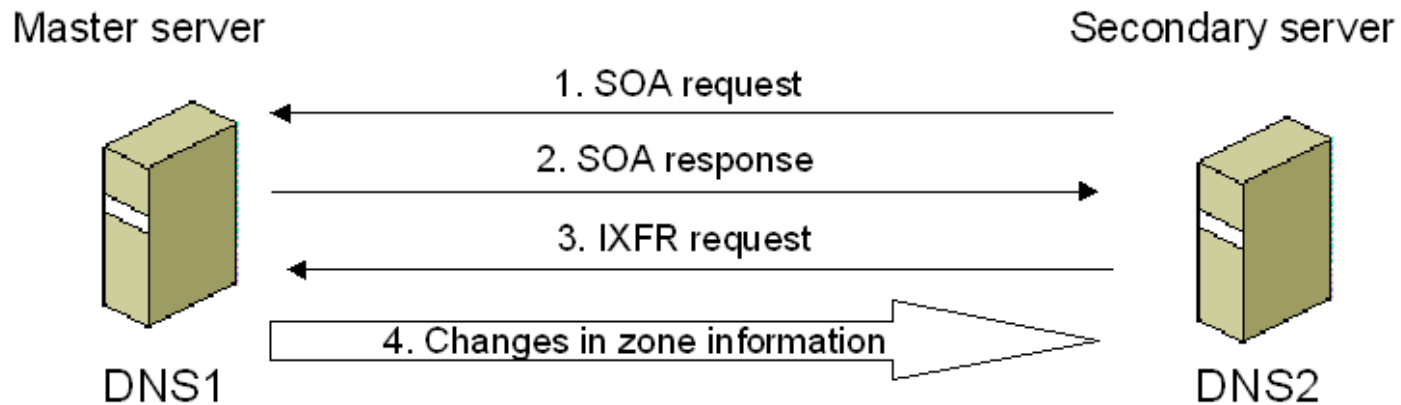 Master server
Secondary server
1. SOA request
2. SOA response
3. IXFR request
4. Changes in zone information
DNS1
DNS2